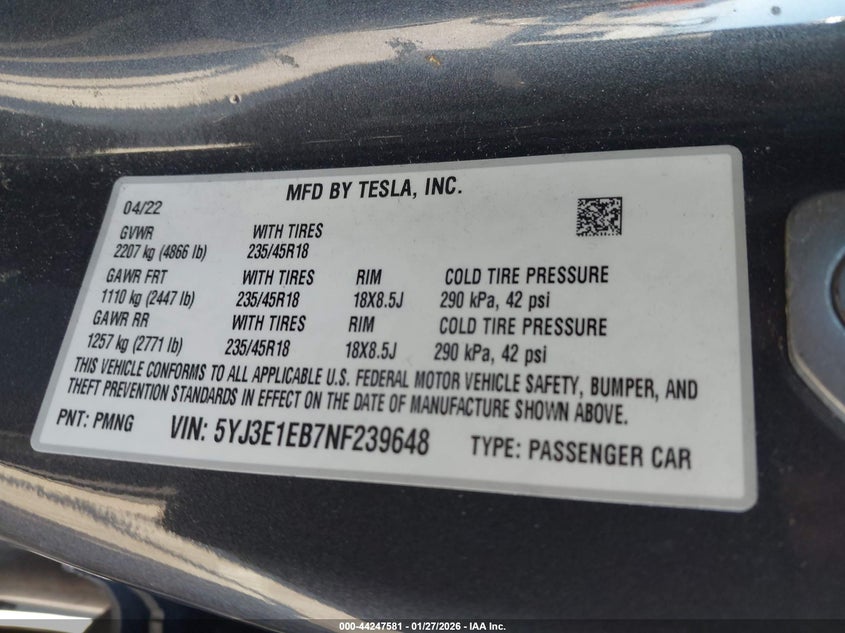 MFD BY TESLA, INC.
04/22
GVWR WITH TIRES
2207 kg (4866 lb) 235/45R18
GAWR FRT WITH TIRES RIM COLD TIRE PRESSURE
1110 kg (2447 lb) 235/45R18 18X8.5J 290 kPa, 42 psi
GAWR RR WITH TIRES RIM COLD TIRE PRESSURE
1257 kg (2771 lb) 235/45R18 18X8.5J 290 kPa, 42 psi
THIS VEHICLE CONFORMS TO ALL APPLICABLE U.S. FEDERAL MOTOR VEHICLE SAFETY, BUMPER, AND
THEFT PREVENTION STANDARDS IN EFFECT ON THE DATE OF MANUFACTURE SHOWN ABOVE.
PNT: PMNG VIN: 5YJ3E1EB7NF239648 TYPE: PASSENGER CAR
000-44247581 - 01/27/2026 - IAA Inc.